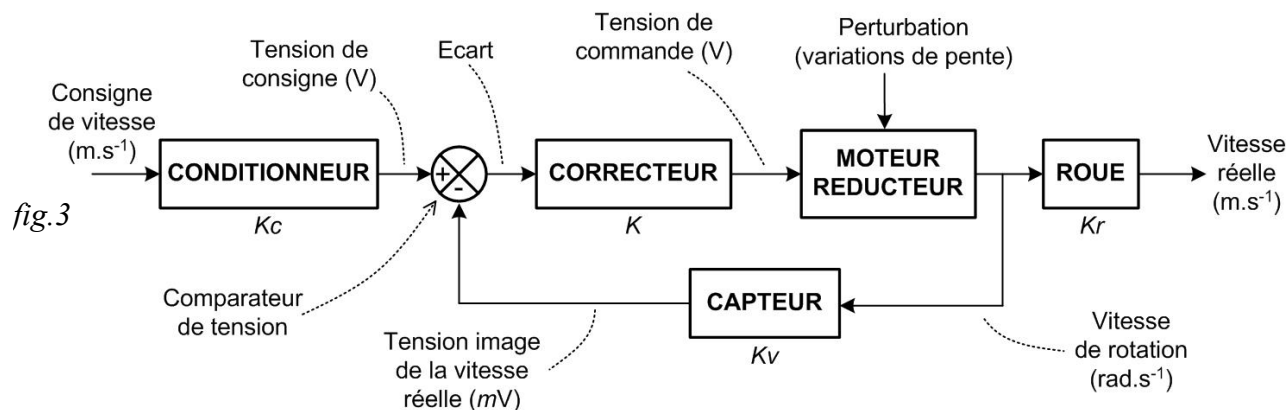 Tension de
consigne (V)
Ecart
Tension de
commande (V)
Perturbation
(variations de pente)
Consigne
de vitesse
(m.s-1)
CONDITIONNEUR
+
-
CORRECTEUR
MOTEUR
REDUCTEUR
ROUE
Vitesse
réelle
(m.s-1)
fig.3
Kc
K
Kr
Comparateur
de tension
CAPTEUR
Kv
Tension image
de la vitesse
réelle (mV)
Vitesse
de rotation
(rad.s-1)